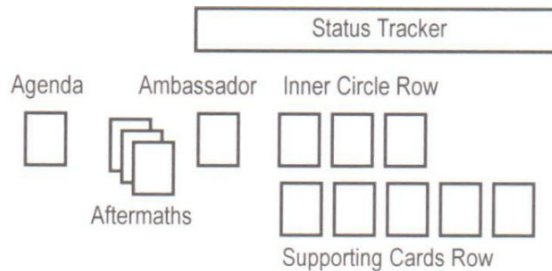 Status Tracker
Agenda
Ambassador
Inner Circle Row
Aftermaths
Supporting Cards Row